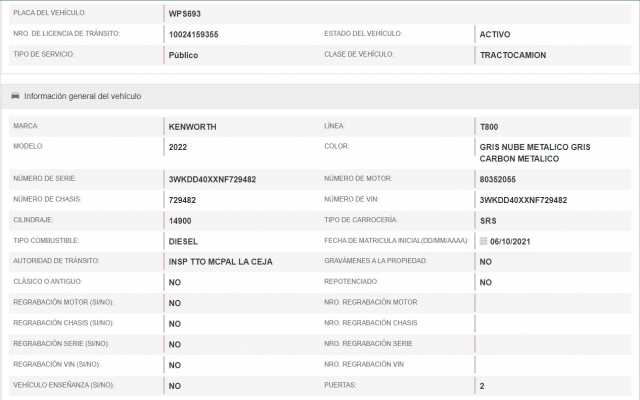 PLACA DEL VEHÍCULO: WPS693
NRO. DE LICENCIA DE TRÁNSITO: 10024159355 ESTADO DEL VEHÍCULO: ACTIVO
TIPO DE SERVICIO: Público CLASE DE VEHÍCULO: TRACTOCAMION
Información general del vehículo
MARCA: KENWORTH LÍNEA: T800
MODELO: 2022 COLOR: GRIS NUBE METALICO GRIS
CARBON METALICO
NÚMERO DE SERIE: 3WKDD40XXNF729482 NÚMERO DE MOTOR: 80352055
NÚMERO DE CHASIS: 729482 NÚMERO DE VIN: 3WKDD40XXNF729482
CILINDRAJE: 14900 TIPO DE CARROCERÍA: SRS
TIPO COMBUSTIBLE: DIESEL FECHA DE MATRICULA INICIAL(DD/MM/AAAA) 06/10/2021
AUTORIDAD DE TRÁNSITO: INSP TTO MCPAL LA CEJA GRAVÁMENES A LA PROPIEDAD: NO
CLÁSICO O ANTIGUO: NO REPOTENCIADO: NO
REGRABACIÓN MOTOR (SI/NO): NO NRO. REGRABACIÓN MOTOR
REGRABACIÓN CHASIS (SI/NO): NO NRO. REGRABACIÓN CHASIS
REGRABACIÓN SERIE (SI/NO): NO NRO. REGRABACIÓN SERIE
REGRABACIÓN VIN (SI/NO): NO NRO. REGRABACIÓN VIN
VEHÍCULO ENSEÑANZA (SI/NO): NO PUERTAS: 2